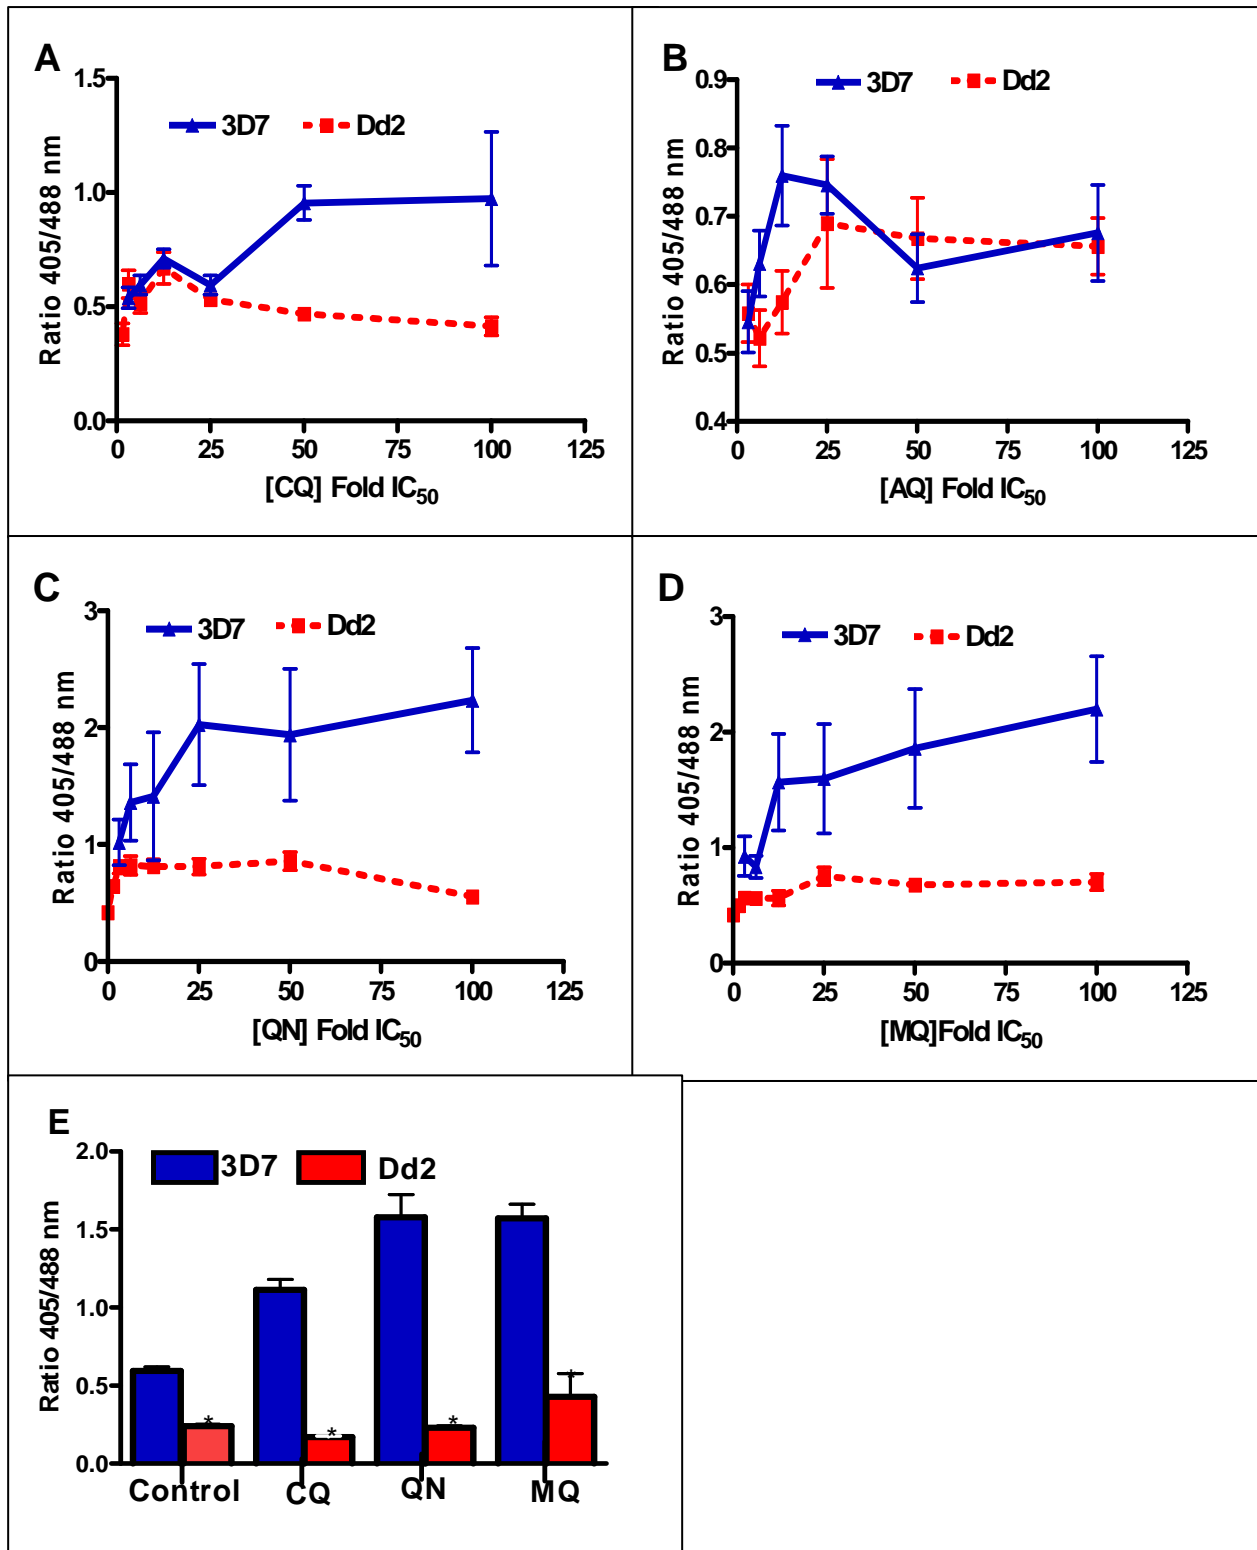 A
Ratio 405/488 nm
1.5
1.0
0.5
0.0
3D7
Dd2
0
25
50
75
100
125
[CQ] Fold IC50
B
Ratio 405/488 nm
0.9
0.8
0.7
0.6
0.5
0.4
3D7
Dd2
0
25
50
75
100
125
[AQ] Fold IC50
C
Ratio 405/488 nm
3
2
1
0
3D7
Dd2
0
25
50
75
100
125
[QN] Fold IC50
D
Ratio 405/488 nm
3
2
1
0
3D7
Dd2
0
25
50
75
100
125
[MQ]Fold IC50
E
Ratio 405/488 nm
2.0
1.5
1.0
0.5
0.0
3D7
Dd2
*
*
*
*
Control
CQ
QN
MQ